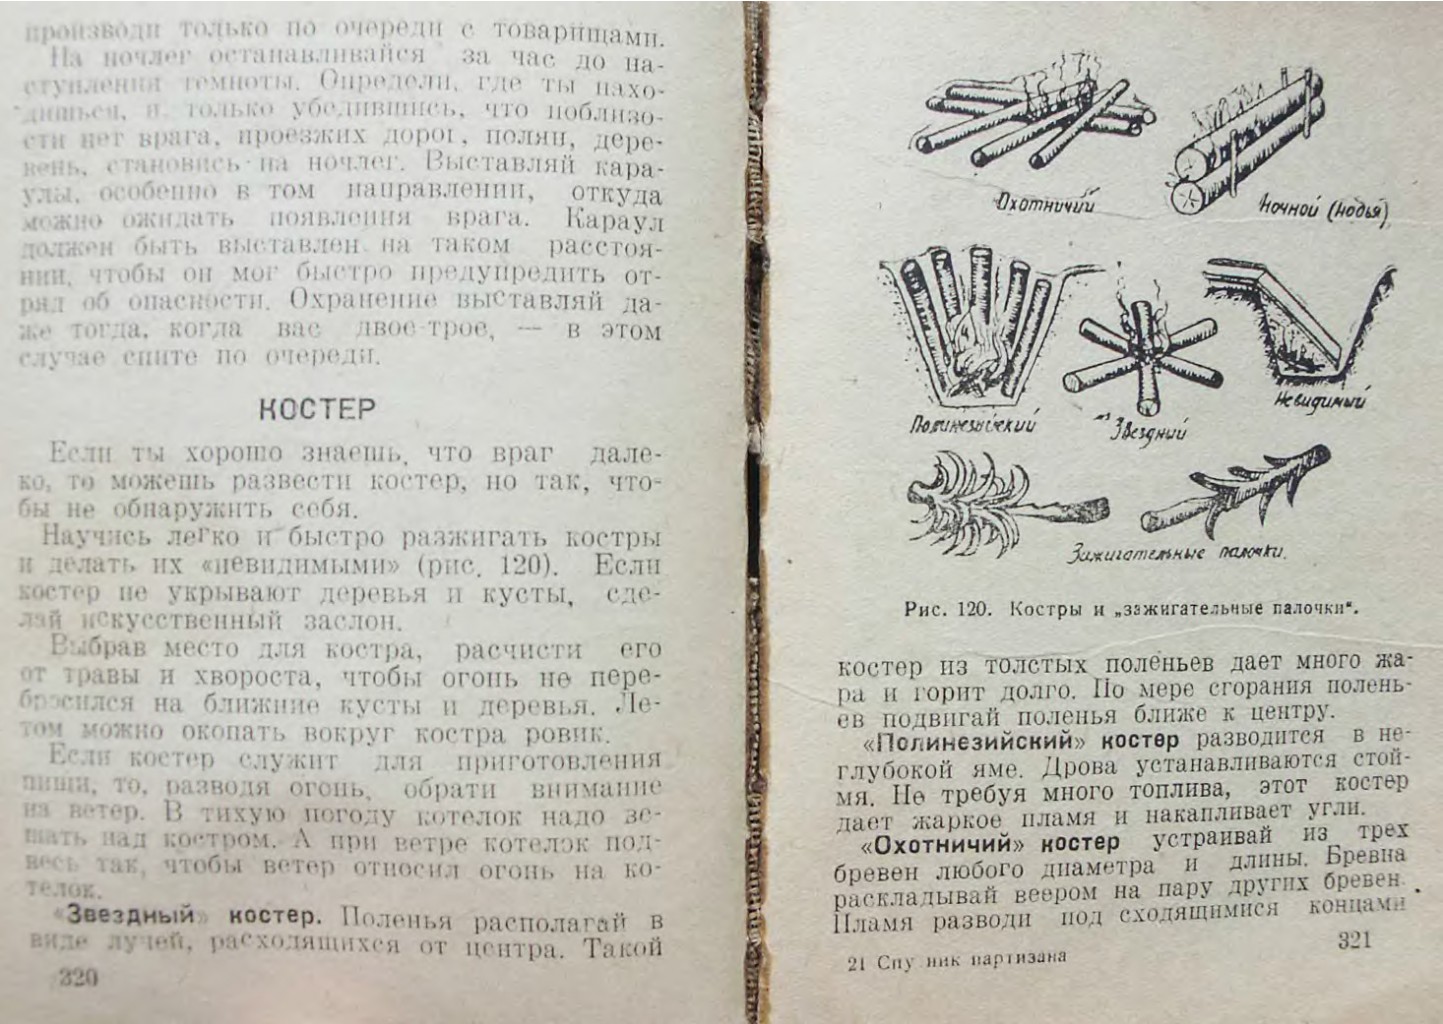 производи только по очереди с товарищами.
На ночлег останавливайся за час до на-
ступления темноты. Определи, где ты нахо-
дишься, и только убедившись, что поблизо-
сти нет врага, проезжих дорог, полян, дере-
вень, становись на ночлег. Выставляй кара-
улы, особенно в том направлении, откуда
можно ожидать появления врага. Караул
должен быть выставлен на таком расстоя-
нии, чтобы он мог быстро предупредить от-
ряд об опасности. Охранение выставляй да-
же тогда, когда вас двое-трое, — в этом
случае спите по очереди.
КОСТЕР
Если ты хорошо знаешь, что враг дале-
ко, то можешь развести костер, но так, что-
бы не обнаружить себя.
Научись легко и быстро разжигать костры
и делать их «невидимыми» (рис. 120). Если
костер не укрывают деревья и кусты, сде-
лай искусственный заслон.
Выбрав место для костра, расчисти его
от травы и хвороста, чтобы огонь не пере-
бросился на ближние кусты и деревья. Ле-
том можно окопать вокруг костра ровик.
Если костер служит для приготовления
пищи, то, разводя огонь, обрати внимание
на ветер. В тихую погоду котелок надо ве-
шать над костром. А при ветре котелок под-
весь так, чтобы ветер относил огонь на ко-
телок.
«Звездный» костер. Поленья располагай в
виде лучей, расходящихся от центра. Такой
320
Охотничий
Ночной (Нодья)
Полинезийский
Звездный
Невидимый
Зажигательные палочки.
Рис. 120. Костры и „зажигательные палочки“.
костер из толстых поленьев дает много жа-
ра и горит долго. По мере сгорания полень-
ев подвигай поленья ближе к центру.
«Полинезийский» костер разводится в не-
глубокой яме. Дрова устанавливаются стой-
мя. Не требуя много топлива, этот костер
дает жаркое пламя и накапливает угли.
«Охотничий» костер устраивай из трех
бревен любого диаметра и длины. Бревна
раскладывай веером на пару других бревен.
Пламя разводи под сходящимися концами
21 Спу ник партизана
321